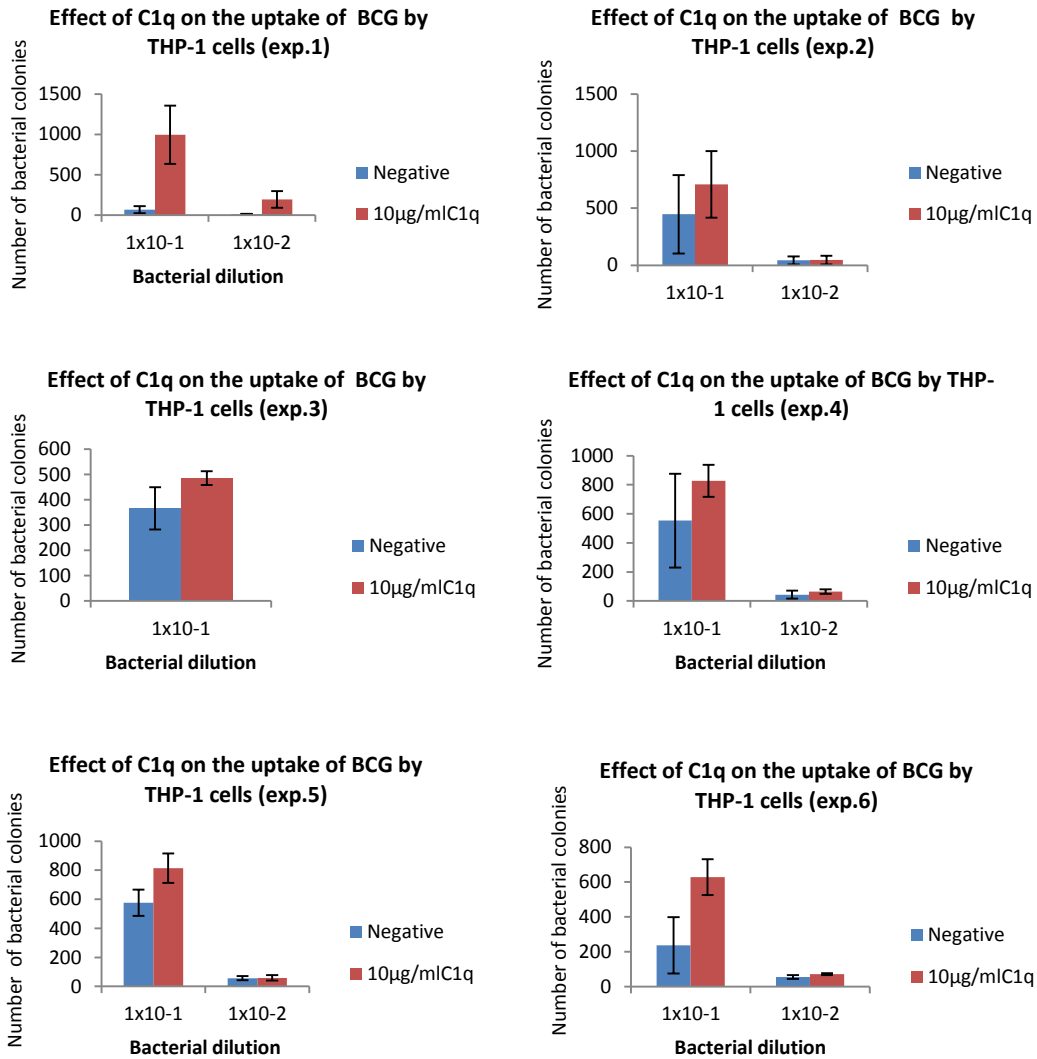 Effect of C1q on the uptake of BCG by
THP-1 cells (exp.1)
Number of bacterial colonies
1500
1000
500
0
1x10-1
1x10-2
Bacterial dilution
Negative
10µg/mlC1q
Effect of C1q on the uptake of BCG by
THP-1 cells (exp.2)
Number of bacterial colonies
1500
1000
500
0
1x10-1
1x10-2
Negative
10µg/mlC1q
Effect of C1q on the uptake of BCG by
THP-1 cells (exp.3)
Number of bacterial colonies
600
500
400
300
200
100
0
1x10-1
Bacterial dilution
Negative
10µg/mlC1q
Effect of C1q on the uptake of BCG by THP-
1 cells (exp.4)
Number of bacterial colonies
1000
800
600
400
200
0
1x10-1
1x10-2
Bacterial dilution
Negative
10µg/mlC1q
Effect of C1q on the uptake of BCG by
THP-1 cells (exp.5)
Number of bacterial colonies
1000
800
600
400
200
0
1x10-1
1x10-2
Bacterial dilution
Negative
10µg/mlC1q
Effect of C1q on the uptake of BCG by
THP-1 cells (exp.6)
Number of bacterial colonies
800
600
400
200
0
1x10-1
1x10-2
Bacterial dilution
Negative
10µg/mlC1q